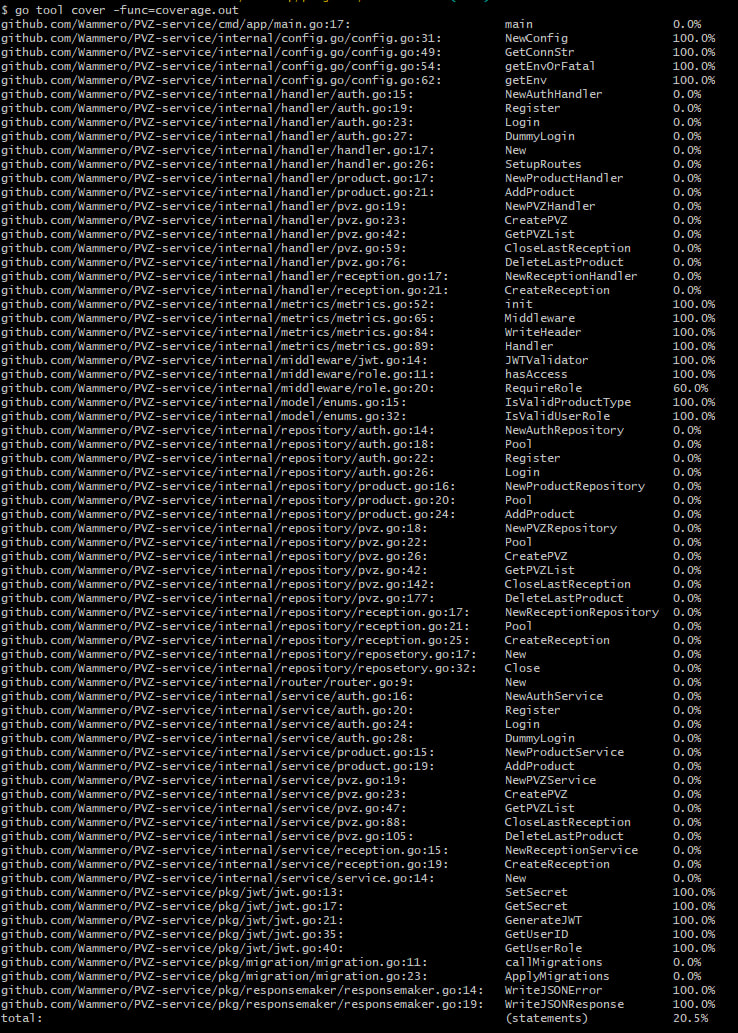 $ go tool cover -func=coverage.out
github.com/Wammero/PVZ-service/cmd/app/main.go:17: main 0.0%
github.com/Wammero/PVZ-service/internal/config.go/config.go:31: NewConfig 100.0%
github.com/Wammero/PVZ-service/internal/config.go/config.go:49: GetConnStr 100.0%
github.com/Wammero/PVZ-service/internal/config.go/config.go:54: getEnvOrFatal 100.0%
github.com/Wammero/PVZ-service/internal/config.go/config.go:62: getEnv 100.0%
github.com/Wammero/PVZ-service/internal/handler/auth.go:15: NewAuthHandler 0.0%
github.com/Wammero/PVZ-service/internal/handler/auth.go:19: Register 0.0%
github.com/Wammero/PVZ-service/internal/handler/auth.go:23: Login 0.0%
github.com/Wammero/PVZ-service/internal/handler/auth.go:27: DummyLogin 0.0%
github.com/Wammero/PVZ-service/internal/handler/handler.go:17: New 0.0%
github.com/Wammero/PVZ-service/internal/handler/handler.go:26: SetupRoutes 0.0%
github.com/Wammero/PVZ-service/internal/handler/product.go:17: NewProductHandler 0.0%
github.com/Wammero/PVZ-service/internal/handler/product.go:21: AddProduct 0.0%
github.com/Wammero/PVZ-service/internal/handler/pvz.go:19: NewPVZHandler 0.0%
github.com/Wammero/PVZ-service/internal/handler/pvz.go:23: CreatePVZ 0.0%
github.com/Wammero/PVZ-service/internal/handler/pvz.go:42: GetPVZList 0.0%
github.com/Wammero/PVZ-service/internal/handler/pvz.go:59: CloseLastReception 0.0%
github.com/Wammero/PVZ-service/internal/handler/pvz.go:76: DeleteLastProduct 0.0%
github.com/Wammero/PVZ-service/internal/handler/reception.go:17: NewReceptionHandler 0.0%
github.com/Wammero/PVZ-service/internal/handler/reception.go:21: CreateReception 0.0%
github.com/Wammero/PVZ-service/internal/metrics/metrics.go:52: init 100.0%
github.com/Wammero/PVZ-service/internal/metrics/metrics.go:65: Middleware 100.0%
github.com/Wammero/PVZ-service/internal/metrics/metrics.go:84: WriteHeader 100.0%
github.com/Wammero/PVZ-service/internal/metrics/metrics.go:89: Handler 100.0%
github.com/Wammero/PVZ-service/internal/middleware/jwt.go:14: JWTValidator 100.0%
github.com/Wammero/PVZ-service/internal/middleware/role.go:11: hasAccess 100.0%
github.com/Wammero/PVZ-service/internal/middleware/role.go:20: RequireRole 60.0%
github.com/Wammero/PVZ-service/internal/model/enums.go:15: IsValidProductType 100.0%
github.com/Wammero/PVZ-service/internal/model/enums.go:32: IsValidUserRole 100.0%
github.com/Wammero/PVZ-service/internal/repository/auth.go:14: NewAuthRepository 0.0%
github.com/Wammero/PVZ-service/internal/repository/auth.go:18: Pool 0.0%
github.com/Wammero/PVZ-service/internal/repository/auth.go:22: Register 0.0%
github.com/Wammero/PVZ-service/internal/repository/auth.go:26: Login 0.0%
github.com/Wammero/PVZ-service/internal/repository/product.go:16: NewProductRepository 0.0%
github.com/Wammero/PVZ-service/internal/repository/product.go:20: Pool 0.0%
github.com/Wammero/PVZ-service/internal/repository/product.go:24: AddProduct 0.0%
github.com/Wammero/PVZ-service/internal/repository/pvz.go:18: NewPVZRepository 0.0%
github.com/Wammero/PVZ-service/internal/repository/pvz.go:22: Pool 0.0%
github.com/Wammero/PVZ-service/internal/repository/pvz.go:26: CreatePVZ 0.0%
github.com/Wammero/PVZ-service/internal/repository/pvz.go:42: GetPVZList 0.0%
github.com/Wammero/PVZ-service/internal/repository/pvz.go:142: CloseLastReception 0.0%
github.com/Wammero/PVZ-service/internal/repository/pvz.go:177: DeleteLastProduct 0.0%
github.com/Wammero/PVZ-service/internal/repository/reception.go:17: NewReceptionRepository 0.0%
github.com/Wammero/PVZ-service/internal/repository/reception.go:21: Pool 0.0%
github.com/Wammero/PVZ-service/internal/repository/reception.go:25: CreateReception 0.0%
github.com/Wammero/PVZ-service/internal/repository/reposetory.go:17: New 0.0%
github.com/Wammero/PVZ-service/internal/repository/reposetory.go:32: Close 0.0%
github.com/Wammero/PVZ-service/internal/router/router.go:9: New 0.0%
github.com/Wammero/PVZ-service/internal/service/auth.go:16: NewAuthService 0.0%
github.com/Wammero/PVZ-service/internal/service/auth.go:20: Register 0.0%
github.com/Wammero/PVZ-service/internal/service/auth.go:24: Login 0.0%
github.com/Wammero/PVZ-service/internal/service/auth.go:28: DummyLogin 0.0%
github.com/Wammero/PVZ-service/internal/service/product.go:15: NewProductService 0.0%
github.com/Wammero/PVZ-service/internal/service/product.go:19: AddProduct 0.0%
github.com/Wammero/PVZ-service/internal/service/pvz.go:19: NewPVZService 0.0%
github.com/Wammero/PVZ-service/internal/service/pvz.go:23: CreatePVZ 0.0%
github.com/Wammero/PVZ-service/internal/service/pvz.go:47: GetPVZList 0.0%
github.com/Wammero/PVZ-service/internal/service/pvz.go:88: CloseLastReception 0.0%
github.com/Wammero/PVZ-service/internal/service/pvz.go:105: DeleteLastProduct 0.0%
github.com/Wammero/PVZ-service/internal/service/reception.go:15: NewReceptionService 0.0%
github.com/Wammero/PVZ-service/internal/service/reception.go:19: CreateReception 0.0%
github.com/Wammero/PVZ-service/internal/service/service.go:14: New 0.0%
github.com/Wammero/PVZ-service/pkg/jwt/jwt.go:13: SetSecret 100.0%
github.com/Wammero/PVZ-service/pkg/jwt/jwt.go:17: GetSecret 100.0%
github.com/Wammero/PVZ-service/pkg/jwt/jwt.go:21: GenerateJWT 100.0%
github.com/Wammero/PVZ-service/pkg/jwt/jwt.go:35: GetUserID 100.0%
github.com/Wammero/PVZ-service/pkg/jwt/jwt.go:40: GetUserRole 100.0%
github.com/Wammero/PVZ-service/pkg/migration/migration.go:11: callMigrations 0.0%
github.com/Wammero/PVZ-service/pkg/migration/migration.go:23: ApplyMigrations 0.0%
github.com/Wammero/PVZ-service/pkg/responsemaker/responsemaker.go:14: WriteJSONError 100.0%
github.com/Wammero/PVZ-service/pkg/responsemaker/responsemaker.go:19: WriteJSONResponse 100.0%
total: (statements) 20.5%